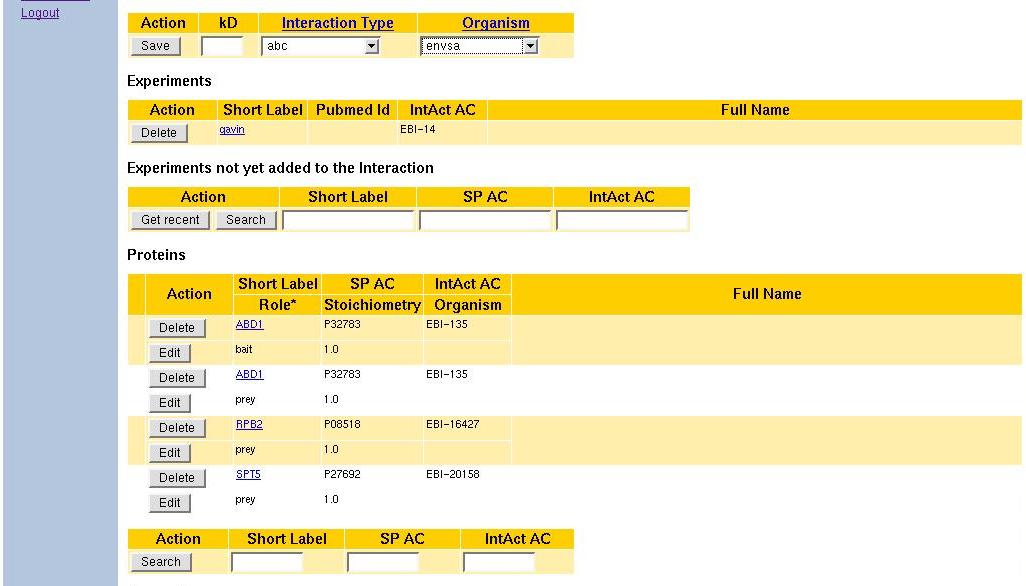 Logout
Action kD Interaction Type Organism
Save abc envsa
Experiments
Action Short Label Pubmed Id IntAct AC Full Name
Delete gavin EBI-14
Experiments not yet added to the Interaction
Action Short Label SP AC IntAct AC
Get recent Search
Proteins
Action Short Label SP AC IntAct AC Full Name
Role* Stoichiometry Organism
Delete ABD1 P32783 EBI-135
Edit bait 1.0
Delete ABD1 P32783 EBI-135
Edit prey 1.0
Delete RPB2 P08518 EBI-16427
Edit prey 1.0
Delete SPT5 P27692 EBI-20158
Edit prey 1.0
Action Short Label SP AC IntAct AC
Search